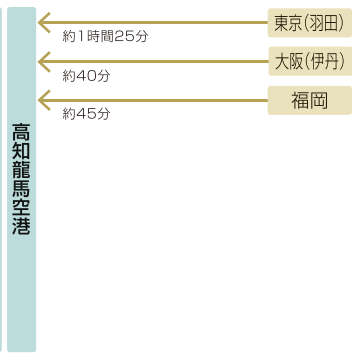 東京(羽田)
約1時間25分
大阪(伊丹)
約40分
福岡
約45分
高知龍馬空港